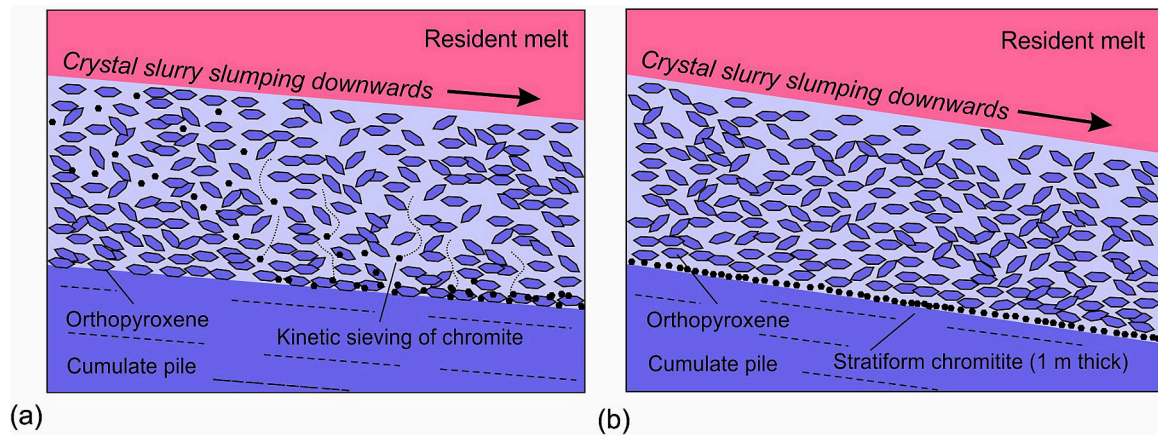 Resident melt
Crystal slurry slumping downwards
Orthopyroxene
Kinetic sieving of chromite
Cumulate pile
(a)
Resident melt
Crystal slurry slumping downwards
Orthopyroxene
Stratiform chromitite (1 m thick)
Cumulate pile
(b)